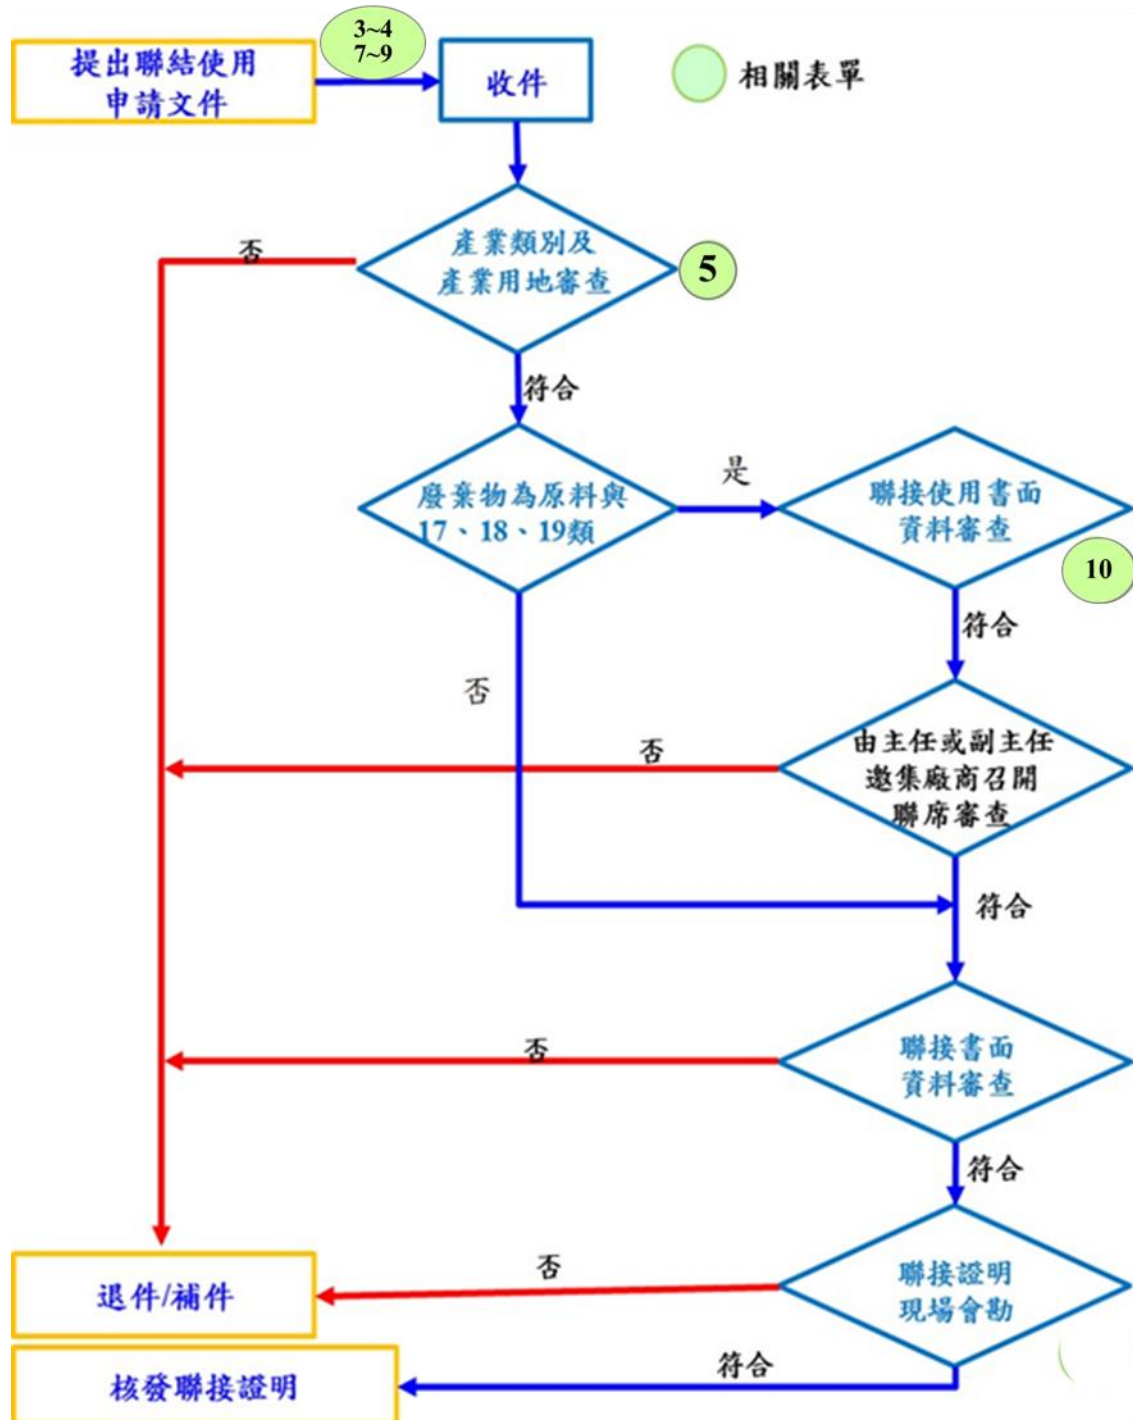 3~4
7~9
提出聯結使用
申請文件
收件
相關表單
否
產業類別及
產業用地審查
5
符合
廢棄物為原料與
17、18、19類
是
聯接使用書面
資料審查
10
符合
否
否
由主任或副主任
邀集廠商召開
聯席審查
符合
否
聯接書面
資料審查
符合
否
聯接證明
現場會勘
退件/補件
符合
核發聯接證明